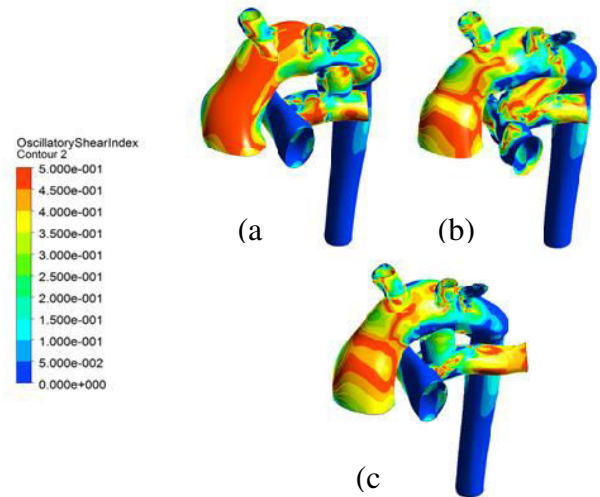 (a
(b)
OscillatoryShearIndex
Contour 2
5.000e-001
4.500e-001
4.000e-001
3.500e-001
3.000e-001
2.500e-001
2.000e-001
1.500e-001
1.000e-001
5.000e-002
0.000e+000
(c